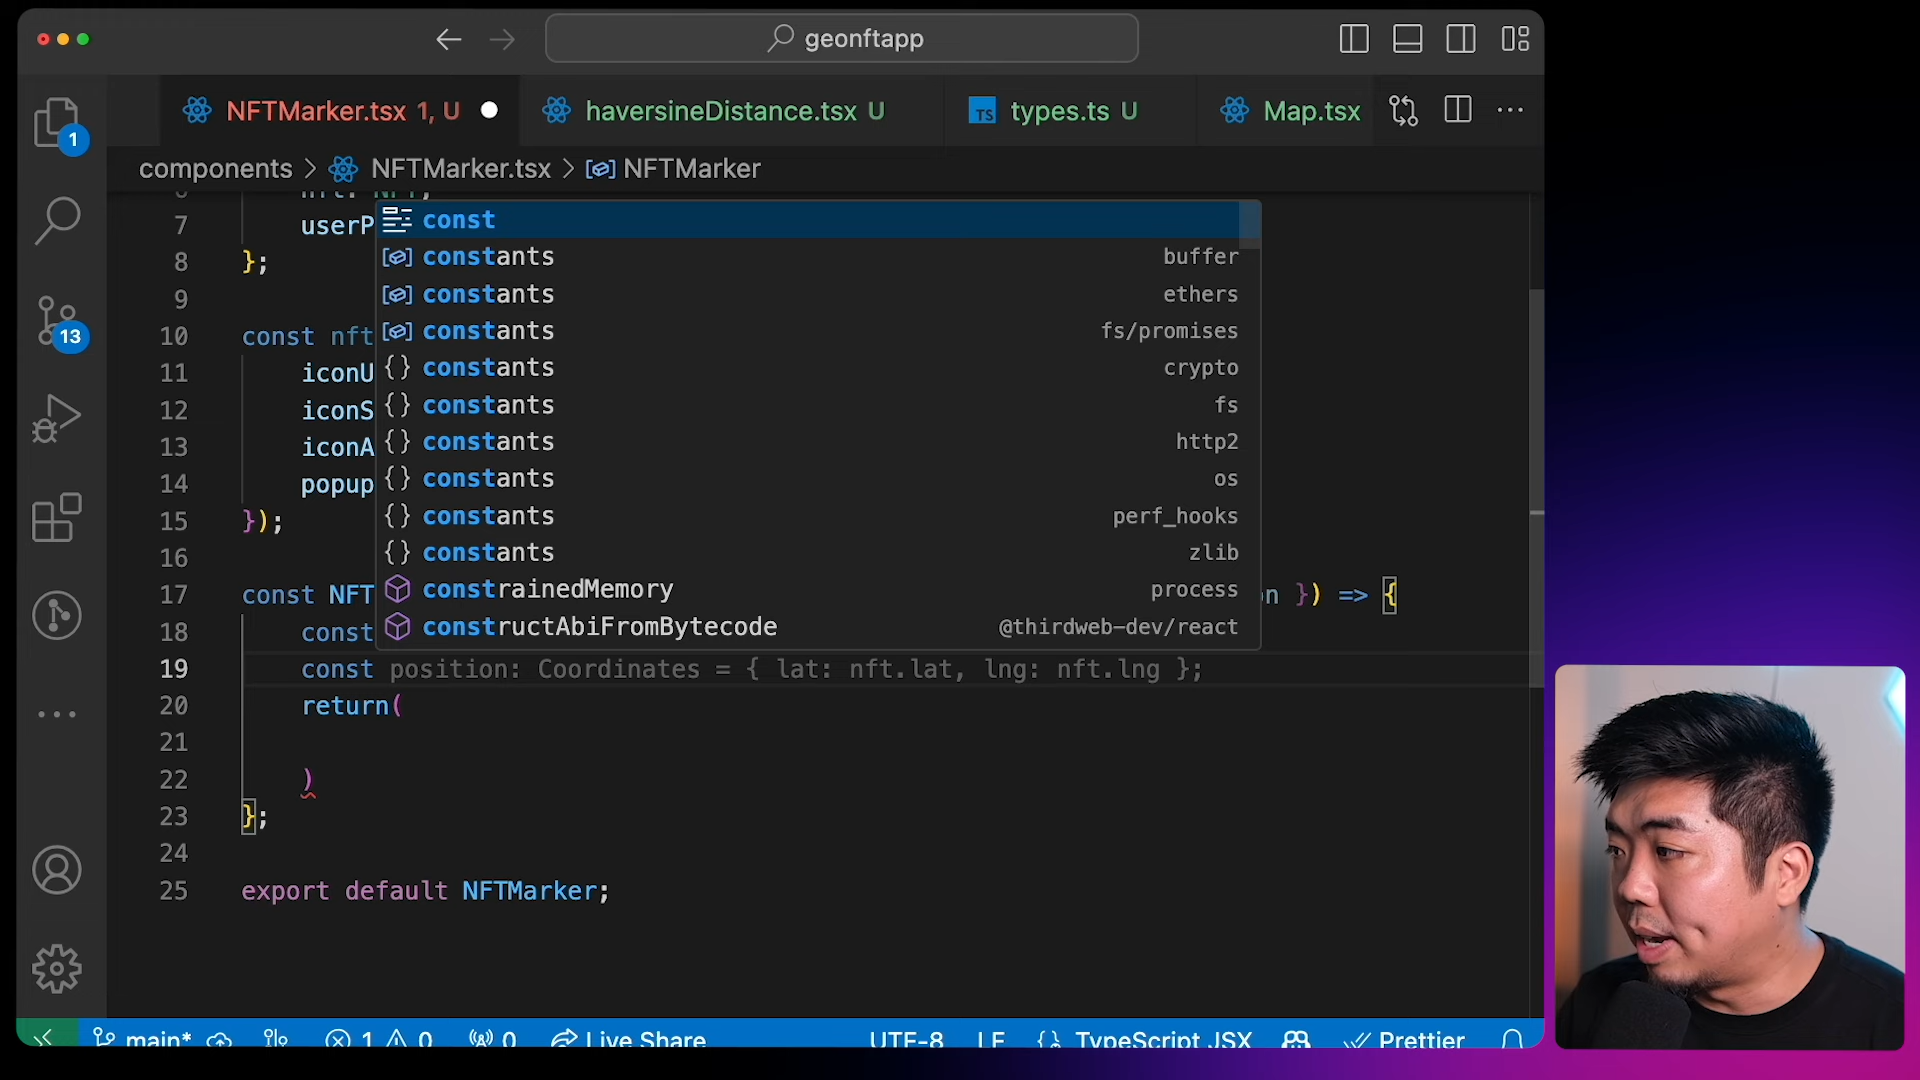 geonftapp
NFTMarker.tsx 1, U
haversineDistance.tsx U
TS types.ts U
Map.tsx
components > NFTMarker.tsx > NFTMarker
1
13
7 userP
8 };
9
10 const nft
11 iconU
12 iconS
13 iconA
14 popup
15 });
16
17 const NFT on }) => {
18 const
19 const position: Coordinates = { lat: nft.lat, lng: nft.lng };
20 return(
21
22 )
23 };
24
25 export default NFTMarker;
const
constants buffer
constants ethers
constants fs/promises
constants crypto
constants fs
constants http2
constants os
constants perf_hooks
constants zlib
constrainedMemory process
constructAbiFromBytecode @thirdweb-dev/react
main* 1 0 0 Live Share UTF-8 LF {} TypeScript JSX Prettier